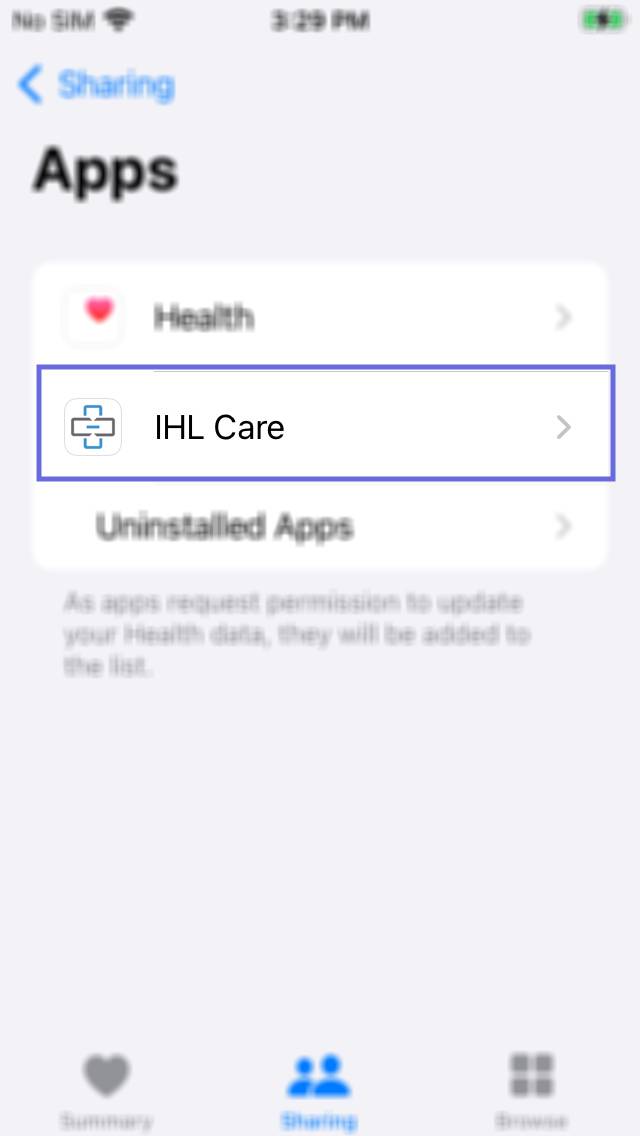 No SIM 3:29 PM
Sharing
Apps
Health
IHL Care
Uninstalled Apps
As apps request permission to update
your Health data, they will be added to
the list.
Summary Sharing Browse